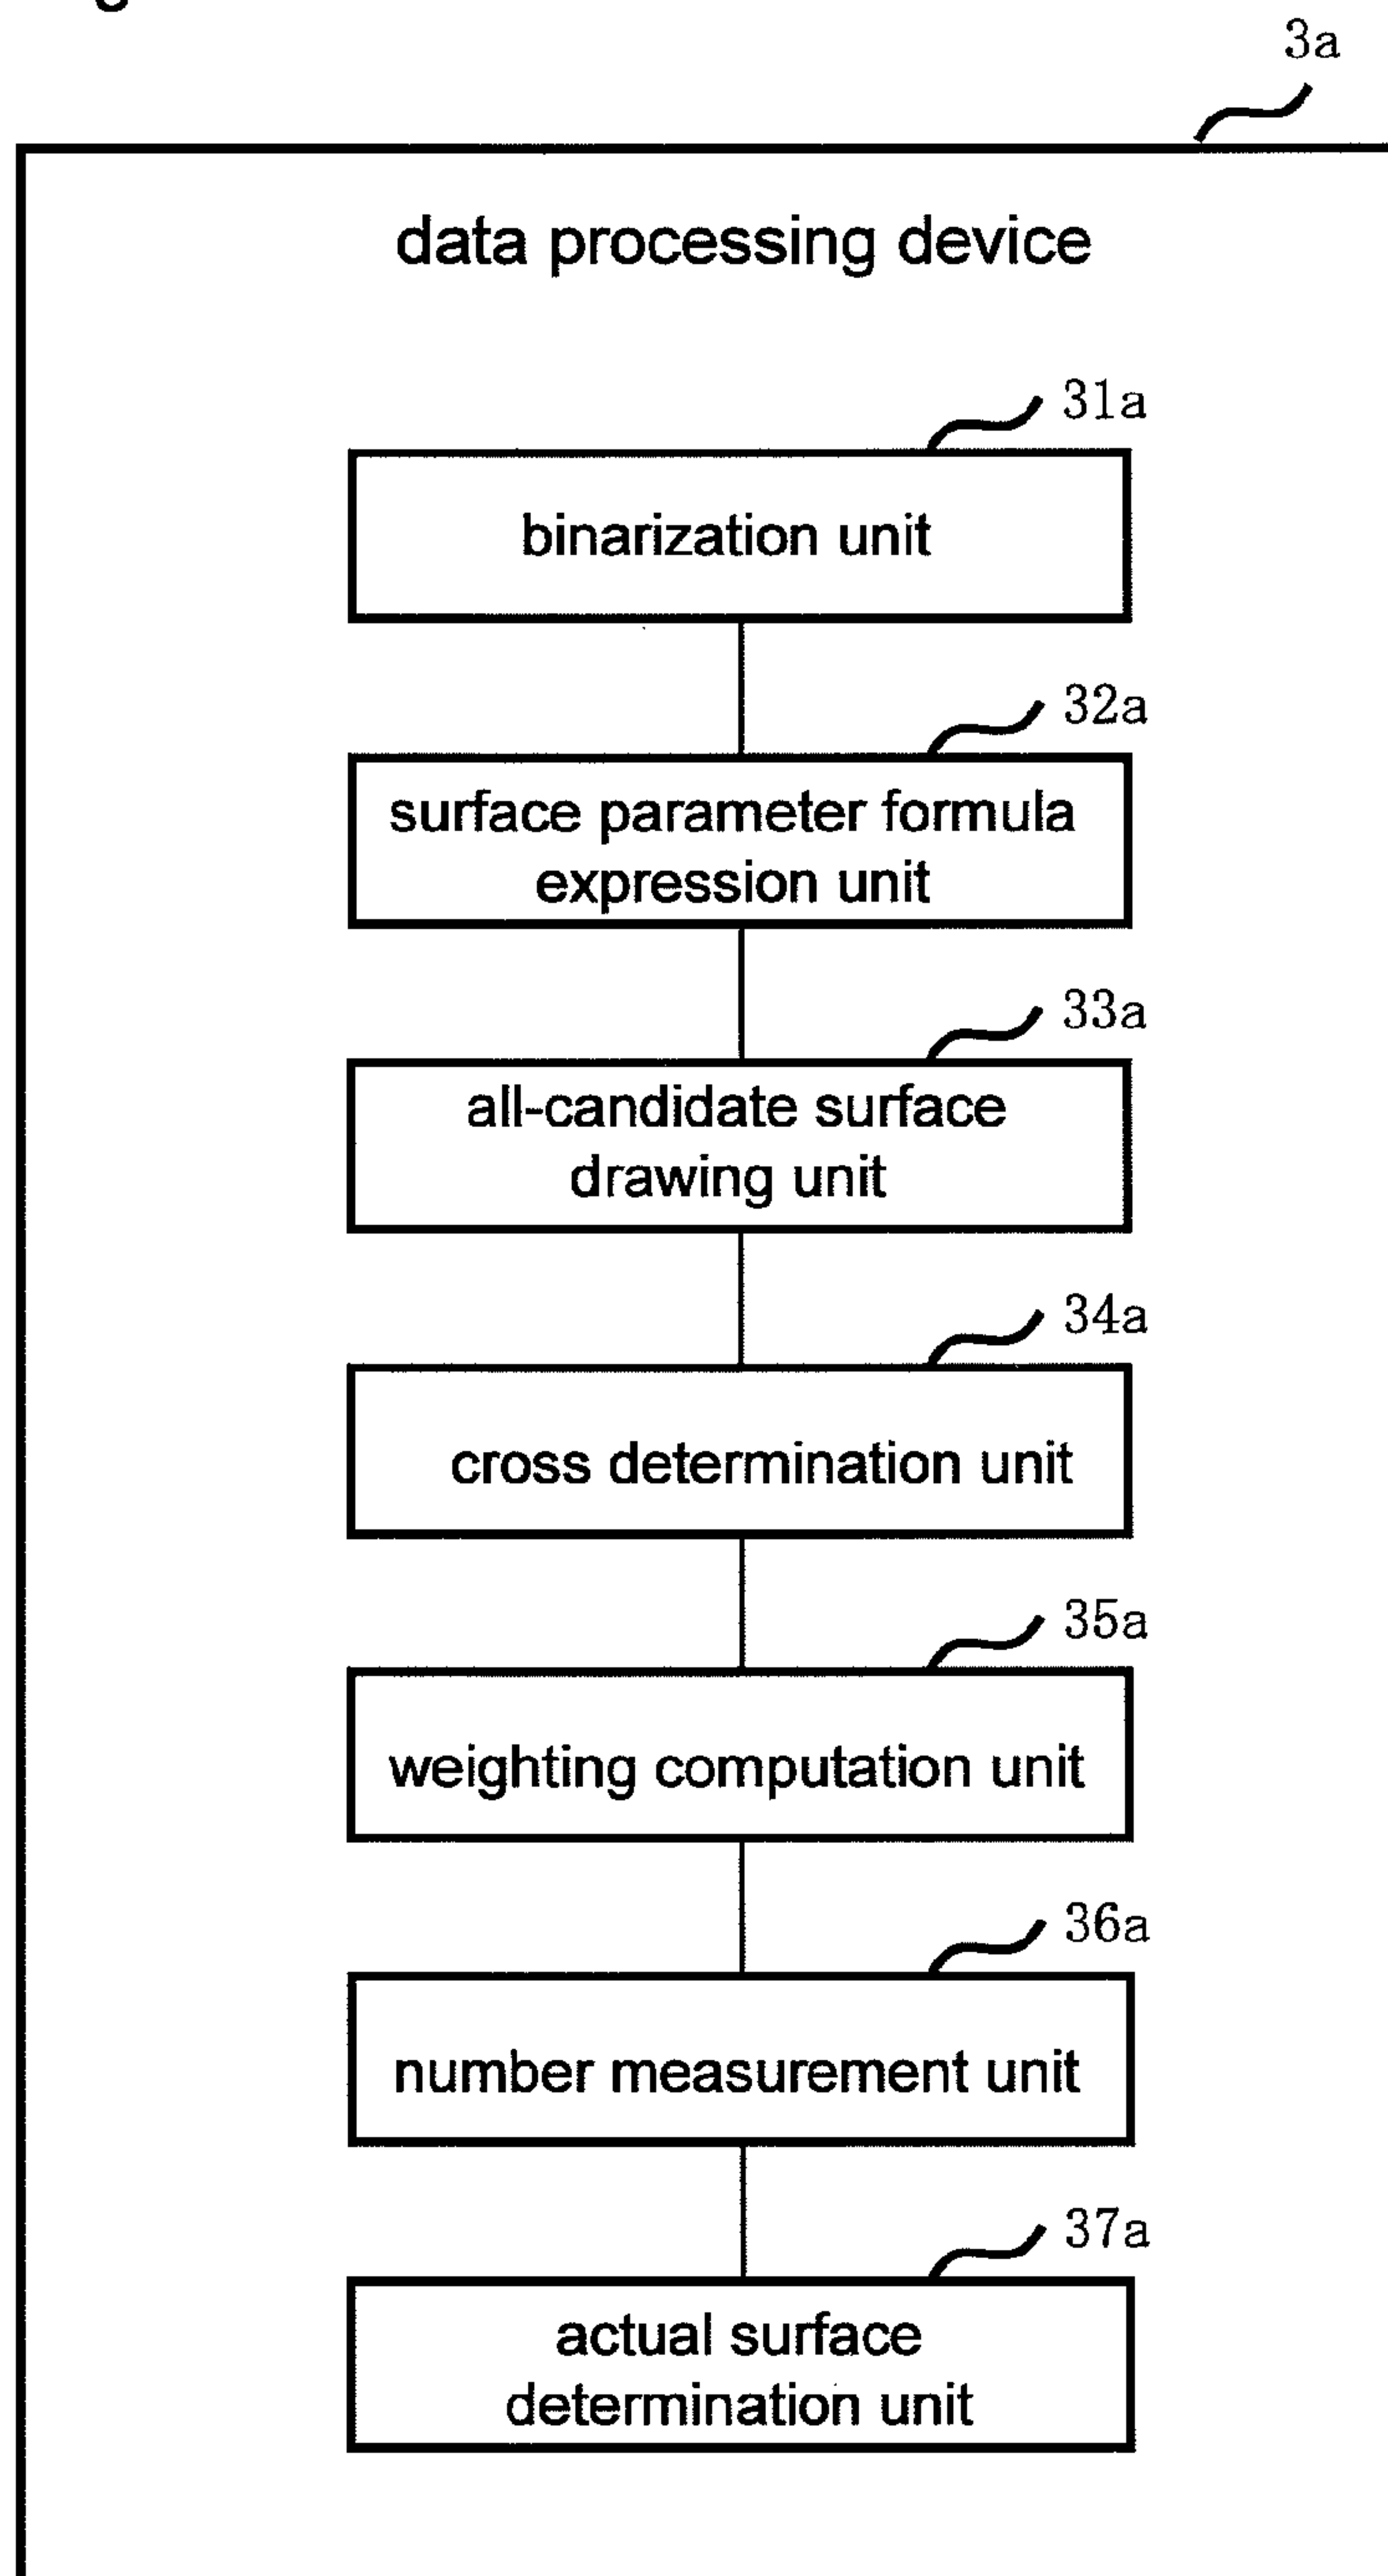 3a
data processing device
31a
binarization unit
32a
surface parameter formula
expression unit
33a
all-candidate surface
drawing unit
34a
cross determination unit
35a
weighting computation unit
36a
number measurement unit
37a
actual surface
determination unit